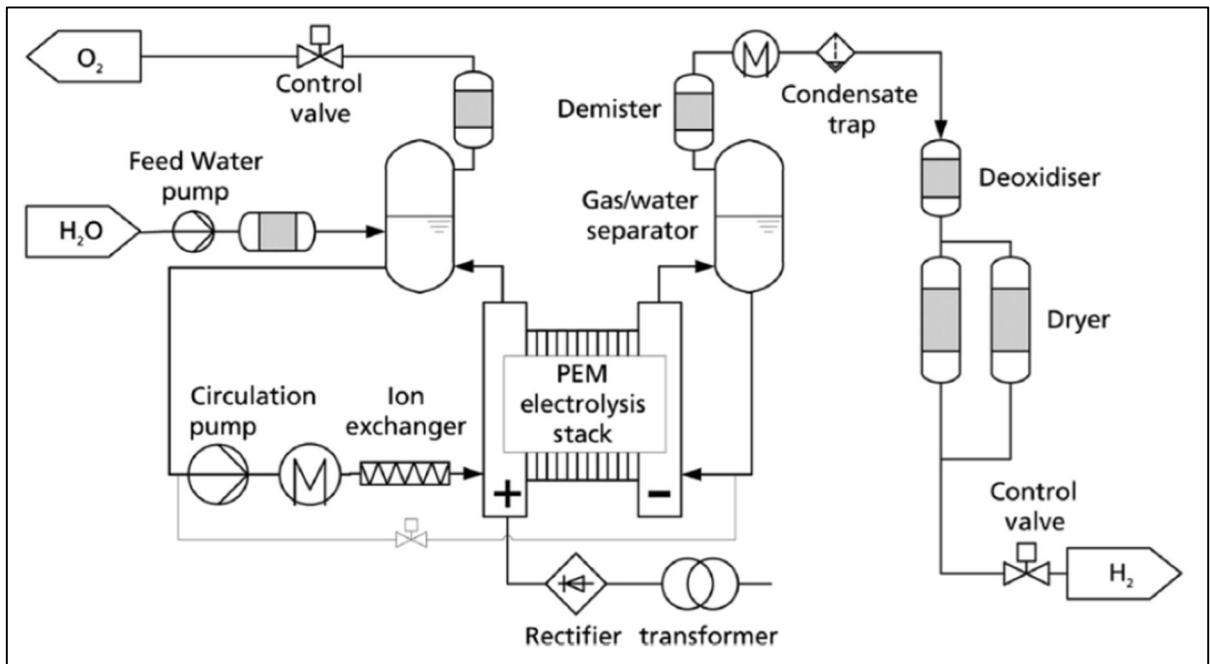 O₂
Control
valve
Demister
Condensate
trap
Feed Water
pump
Deoxidiser
H₂O
Gas/water
separator
Dryer
PEM
electrolysis
stack
Circulation
pump
Ion
exchanger
+
−
Control
valve
H₂
Rectifier
transformer